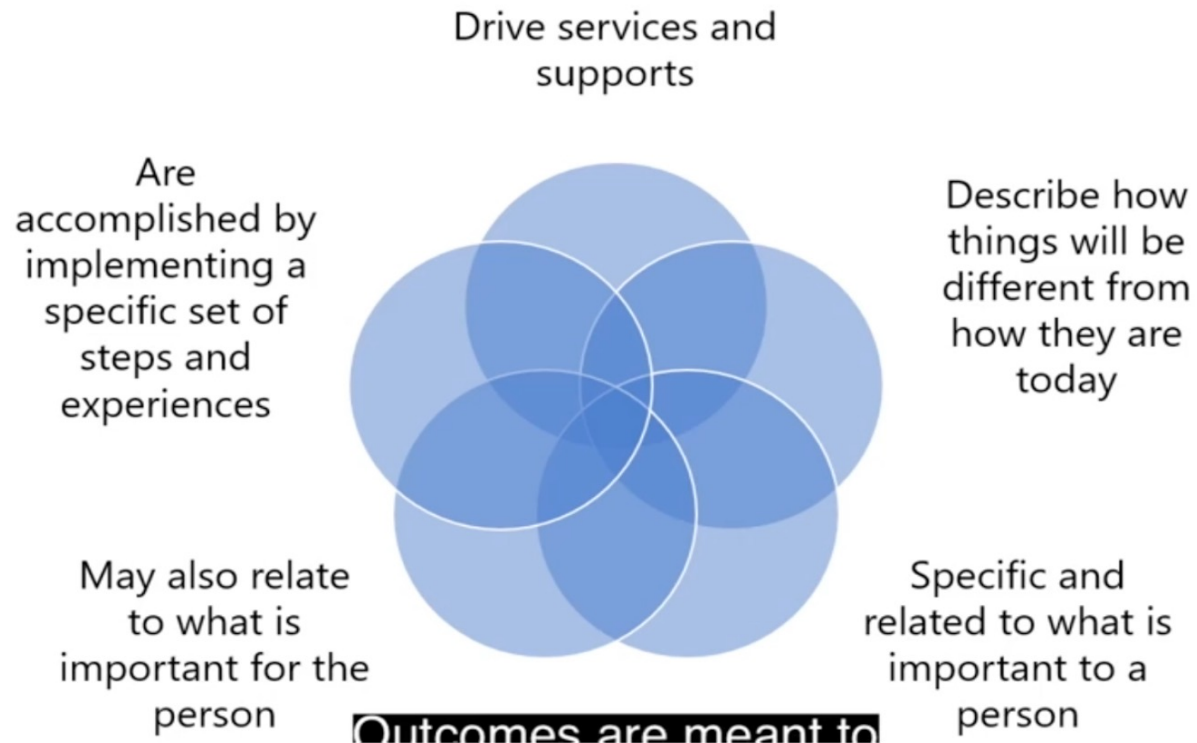 Drive services and
supports
Are
accomplished by
implementing a
specific set of
steps and
experiences
Describe how
things will be
different from
how they are
today
May also relate
to what is
important for the
person
Specific and
related to what is
important to a
person
Outcomes are meant to